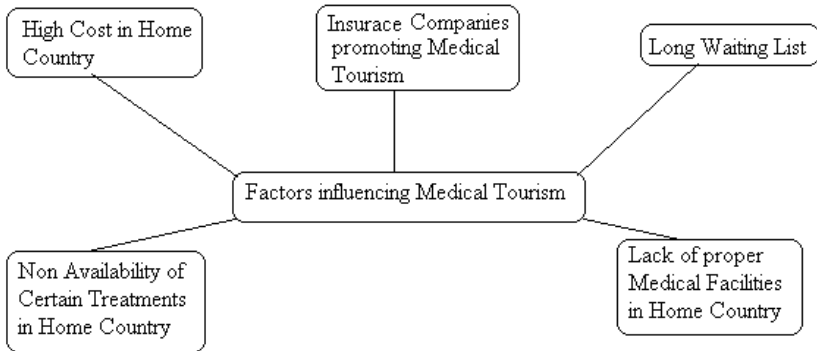 High Cost in Home
Country
Insurace Companies
promoting Medical
Tourism
Long Waiting List
Factors influencing Medical Tourism
Non Availability of
Certain Treatments
in Home Country
Lack of proper
Medical Facilities
in Home Country